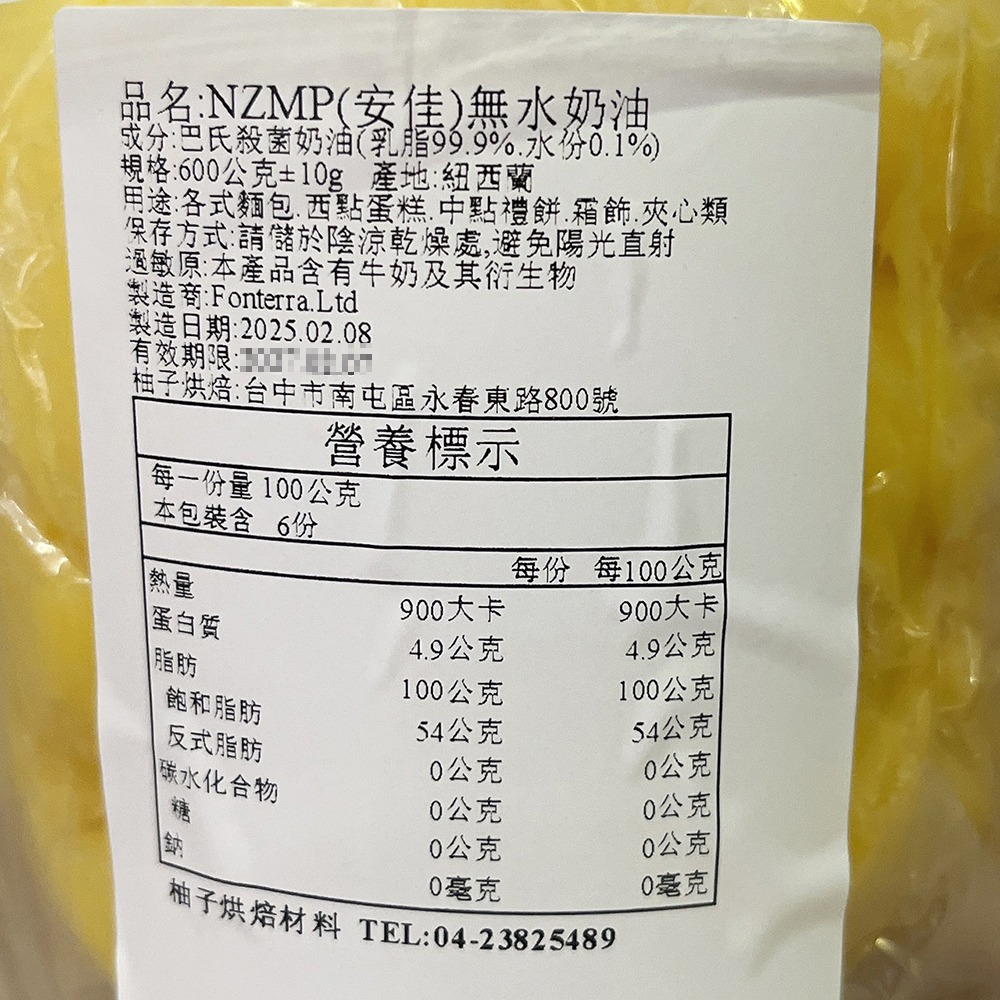 品名:NZMP(安佳)無水奶油
成分:巴氏殺菌奶油(乳脂99.9%.水份0.1%)
規格:600公克±10g 產地:紐西蘭
用途:各式麵包.西點蛋糕.中點禮餅.霜飾.夾心類
保存方式:請儲於陰涼乾燥處,避免陽光直射
過敏原:本產品含有牛奶及其衍生物
製造商:Fonterra.Ltd
製造日期:2025.02.08
有效期限:
柚子烘焙:台中市南屯區永春東路800號
營養標示
每一份量 100公克
本包裝含 6份
每份 每100公克
熱量 900大卡 900大卡
蛋白質 4.9公克 4.9公克
脂肪 100公克 100公克
飽和脂肪 54公克 54公克
反式脂肪 0公克 0公克
碳水化合物 0公克 0公克
糖 0公克 0公克
鈉 0毫克 0毫克
柚子烘焙材料 TEL:04-23825489